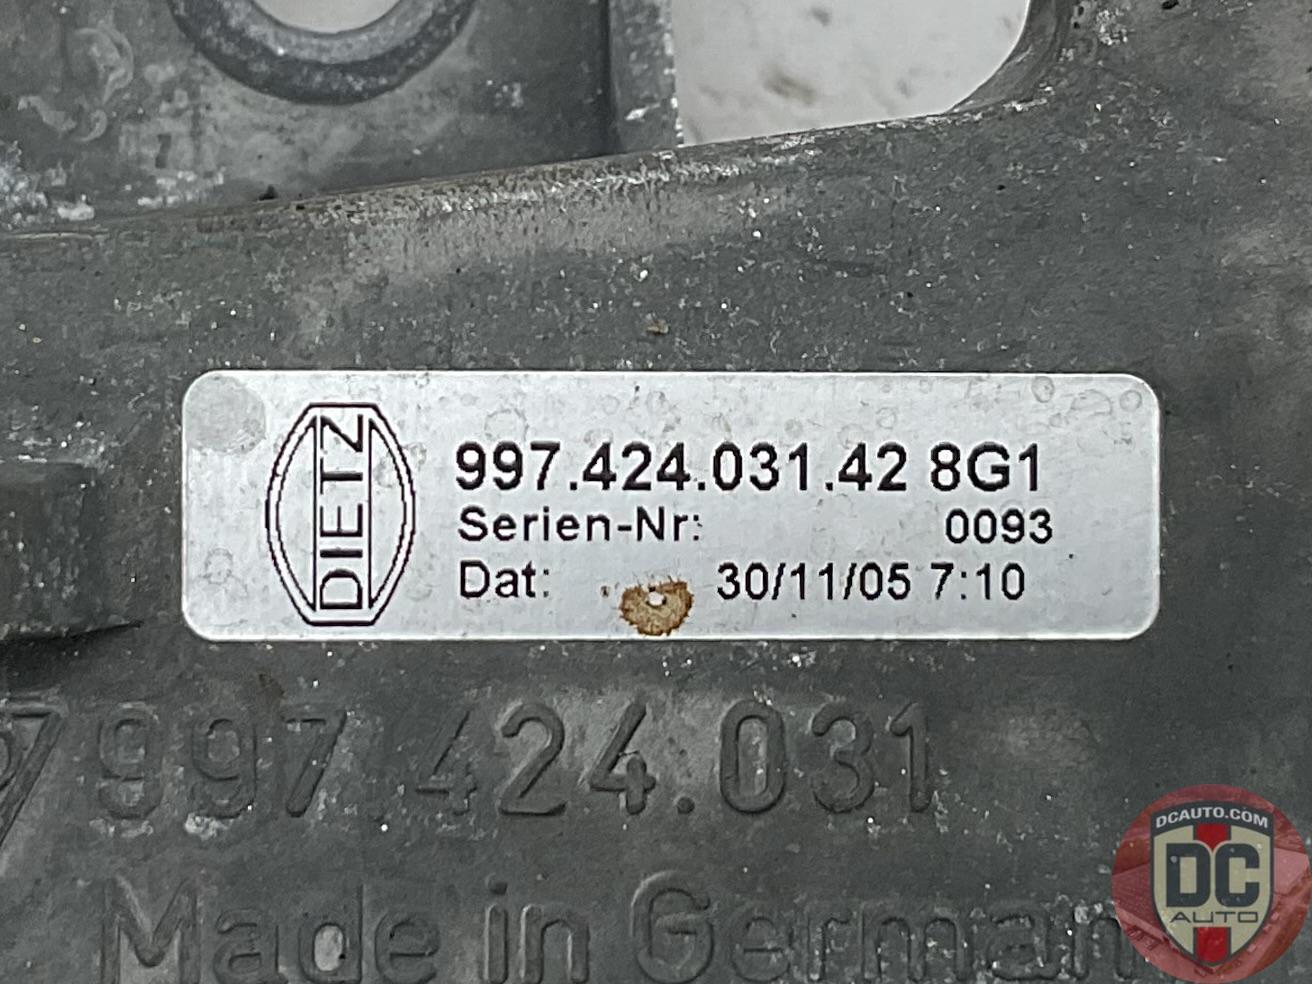 DIETZ
997.424.031.42 8G1
Serien-Nr: 0093
Dat: 30/11/05 7:10
997.424.031
Made in German
DCAUTO.COM
DC
AUTO